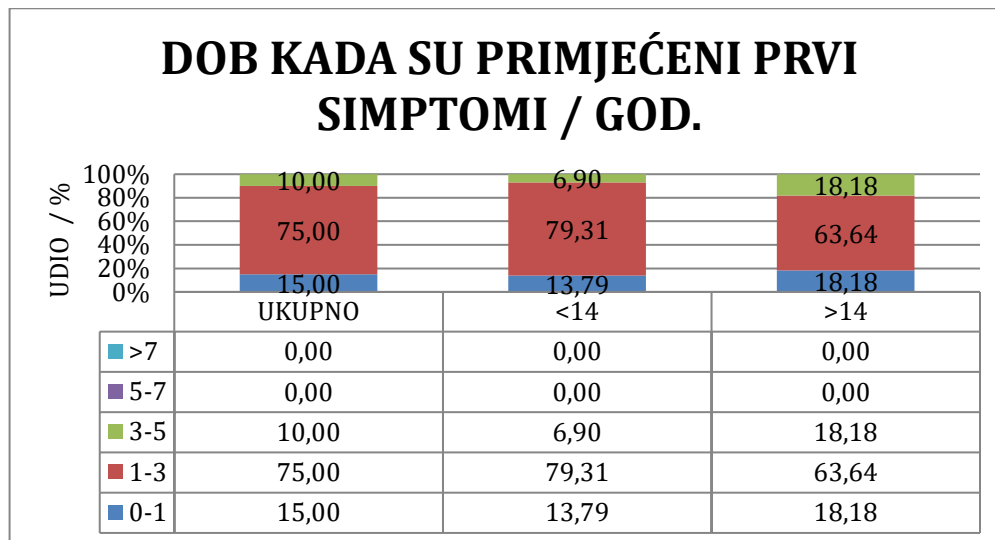 DOB KADA SU PRIMJEĆENI PRVI
SIMPTOMI / GOD.
UDIO / %
100%
80%
60%
40%
20%
0%
10,00 6,90 18,18
75,00 79,31 63,64
15,00 13,79 18,18
UKUPNO <14 >14
>7 0,00 0,00 0,00
5-7 0,00 0,00 0,00
3-5 10,00 6,90 18,18
1-3 75,00 79,31 63,64
0-1 15,00 13,79 18,18